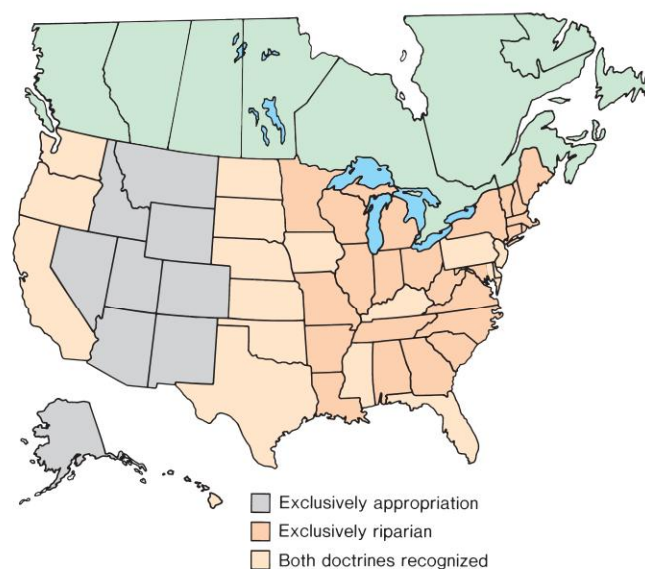 Exclusively appropriation
Exclusively riparian
Both doctrines recognized